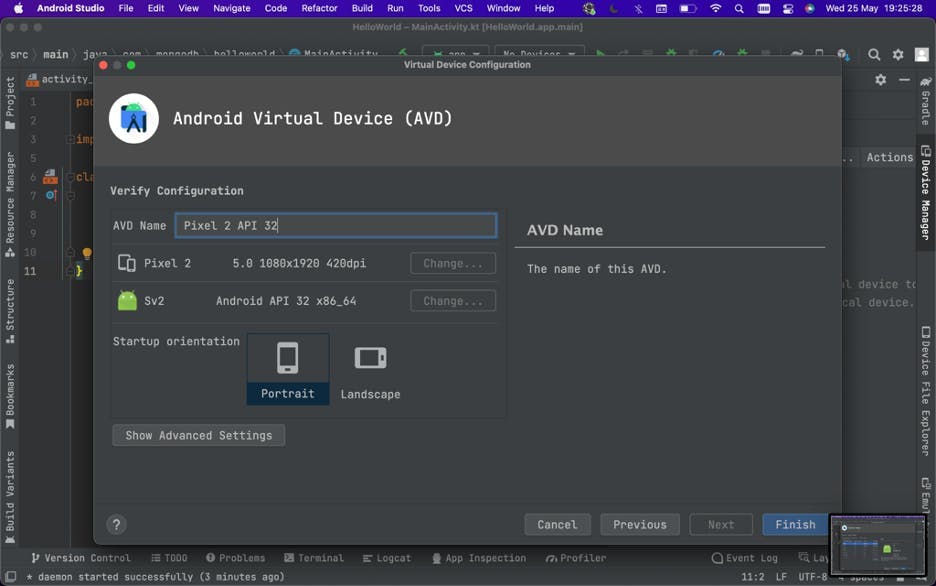 Android Studio File Edit View Navigate Code Refactor Build Run Tools VCS Window Help Wed 25 May 19:25:28
HelloWorld – MainActivity.kt [HelloWorld.app.main]
src main java com mongodb helloworld MainActivity app No Devices
Virtual Device Configuration
activity_
Project
Resource Manager
Structure
Bookmarks
Build Variants
1 pac
2
3 imp
5
6 cla
7
8
9
10
11 }
Android Virtual Device (AVD)
Verify Configuration
AVD Name Pixel 2 API 32
Pixel 2 5.0 1080x1920 420dpi Change...
Sv2 Android API 32 x86_64 Change...
Startup orientation
Portrait
Landscape
Show Advanced Settings
AVD Name
The name of this AVD.
? Cancel Previous Next Finish
.. Actions
al device to
cal device.
Gradle
Device Manager
Device File Explorer
Emul
Version Control TODO Problems Terminal Logcat App Inspection Profiler Event Log Lay
* daemon started successfully (3 minutes ago) 11:2 LF UTF-8 4 spaces